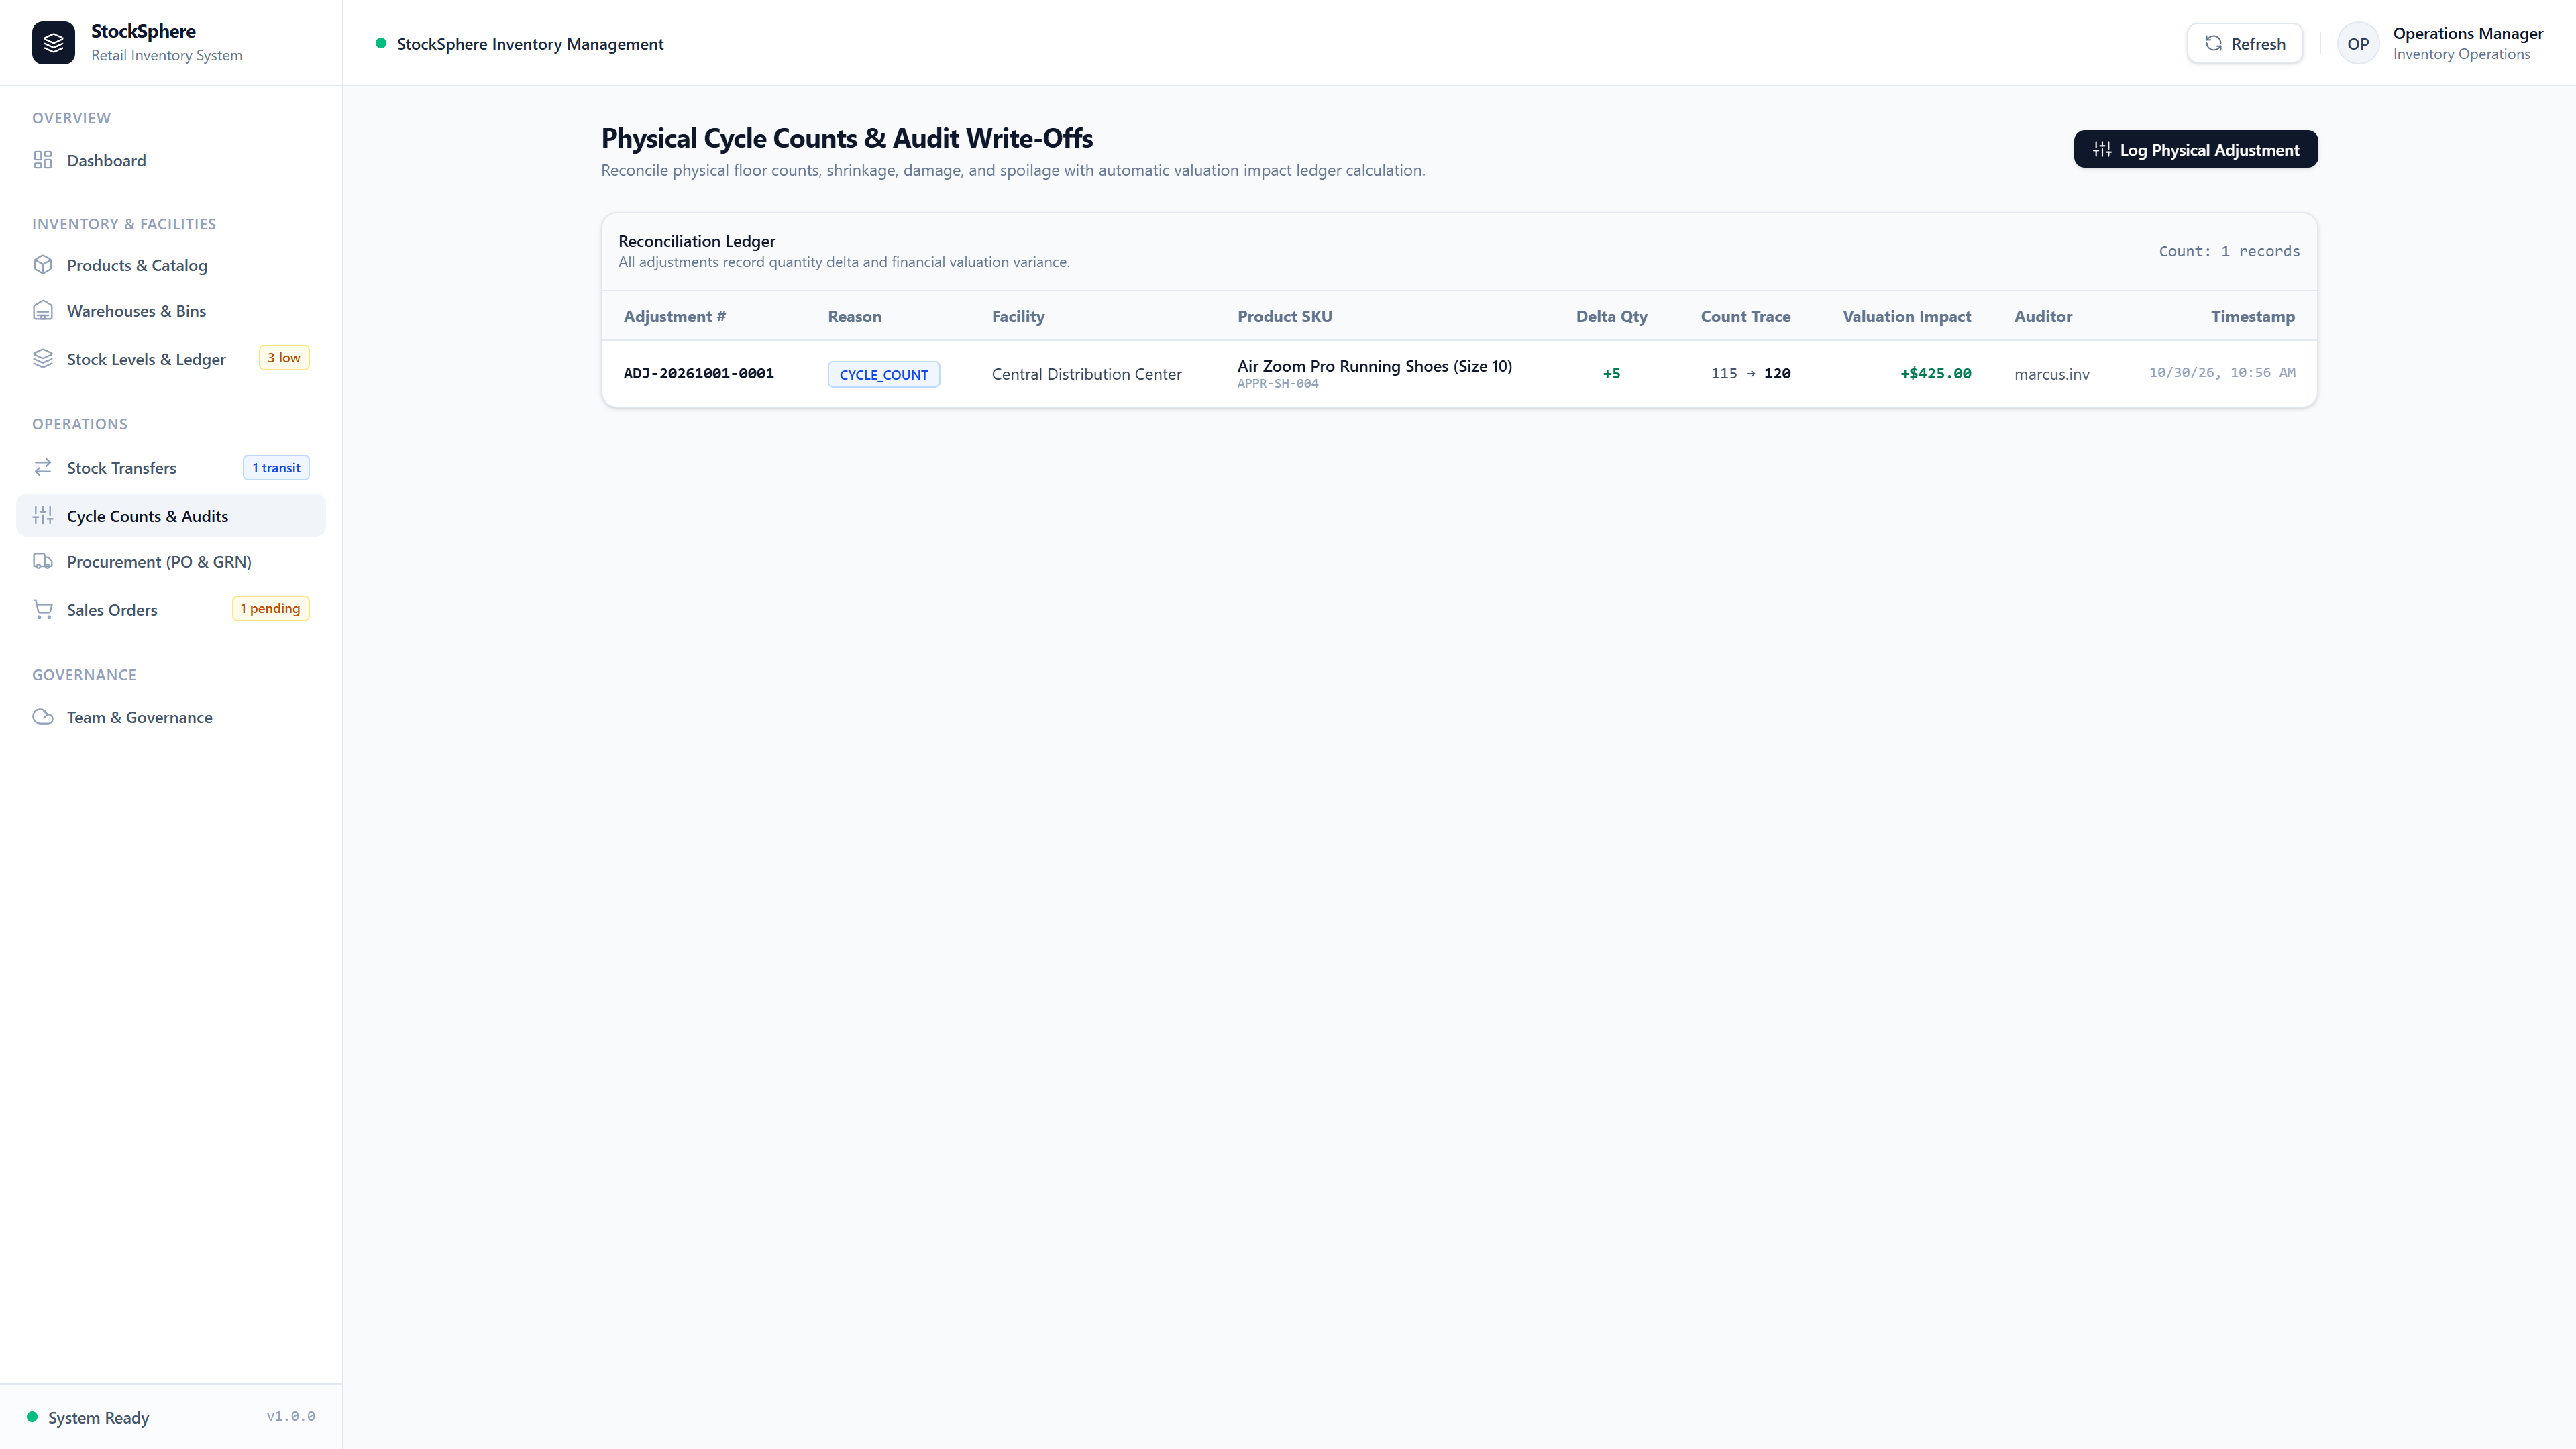 StockSphere
Retail Inventory System
OVERVIEW
Dashboard
INVENTORY & FACILITIES
Products & Catalog
Warehouses & Bins
Stock Levels & Ledger 3 low
OPERATIONS
Stock Transfers 1 transit
Cycle Counts & Audits
Procurement (PO & GRN)
Sales Orders 1 pending
GOVERNANCE
Team & Governance
System Ready v1.0.0
StockSphere Inventory Management
Refresh
OP
Operations Manager
Inventory Operations
Physical Cycle Counts & Audit Write-Offs
Reconcile physical floor counts, shrinkage, damage, and spoilage with automatic valuation impact ledger calculation.
Log Physical Adjustment
Reconciliation Ledger
All adjustments record quantity delta and financial valuation variance.
Count: 1 records
Adjustment # Reason Facility Product SKU Delta Qty Count Trace Valuation Impact Auditor Timestamp
ADJ-20261001-0001 CYCLE_COUNT Central Distribution Center Air Zoom Pro Running Shoes (Size 10) +5 115 → 120 +$425.00 marcus.inv 10/30/26, 10:56 AM
APPR-SH-004